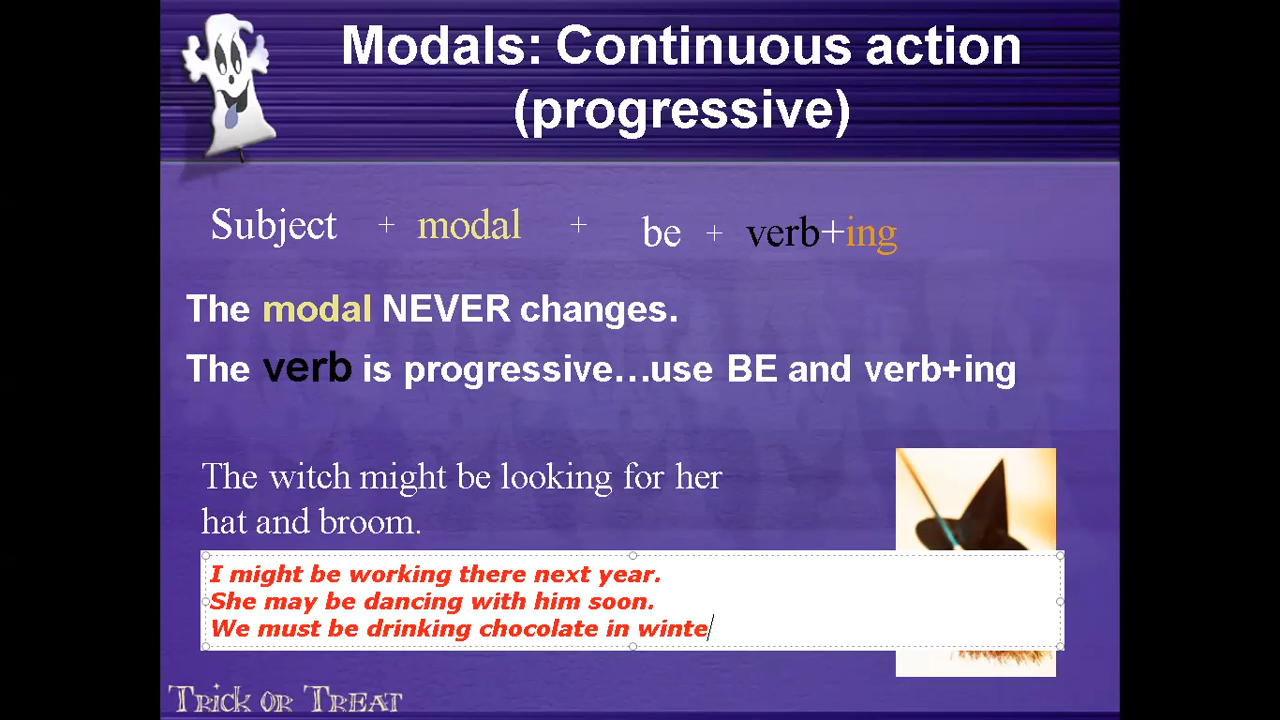 Modals: Continuous action
(progressive)
Subject + modal + be + verb+ing
The modal NEVER changes.
The verb is progressive…use BE and verb+ing
The witch might be looking for her
hat and broom.
I might be working there next year.
She may be dancing with him soon.
We must be drinking chocolate in winte
Trick or Treat